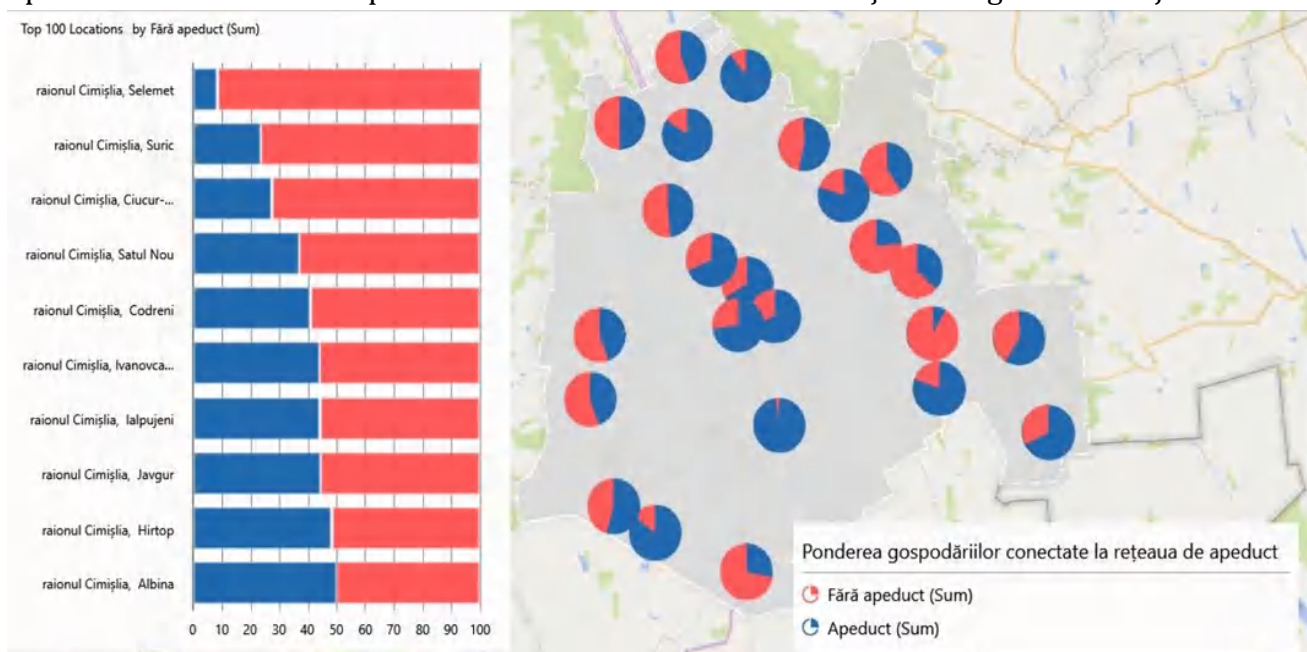 Top 100 Locations by Fără apeduct (Sum)
raionul Cimișlia, Selemet
raionul Cimișlia, Suric
raionul Cimișlia, Ciucur-...
raionul Cimișlia, Satul Nou
raionul Cimișlia, Codreni
raionul Cimișlia, Ivanovca...
raionul Cimișlia, Ialpujeni
raionul Cimișlia, Javgur
raionul Cimișlia, Hirtop
raionul Cimișlia, Albina
0 10 20 30 40 50 60 70 80 90 100
Ponderea gospodăriilor conectate la rețeaua de apeduct
Fără apeduct (Sum)
Apeduct (Sum)